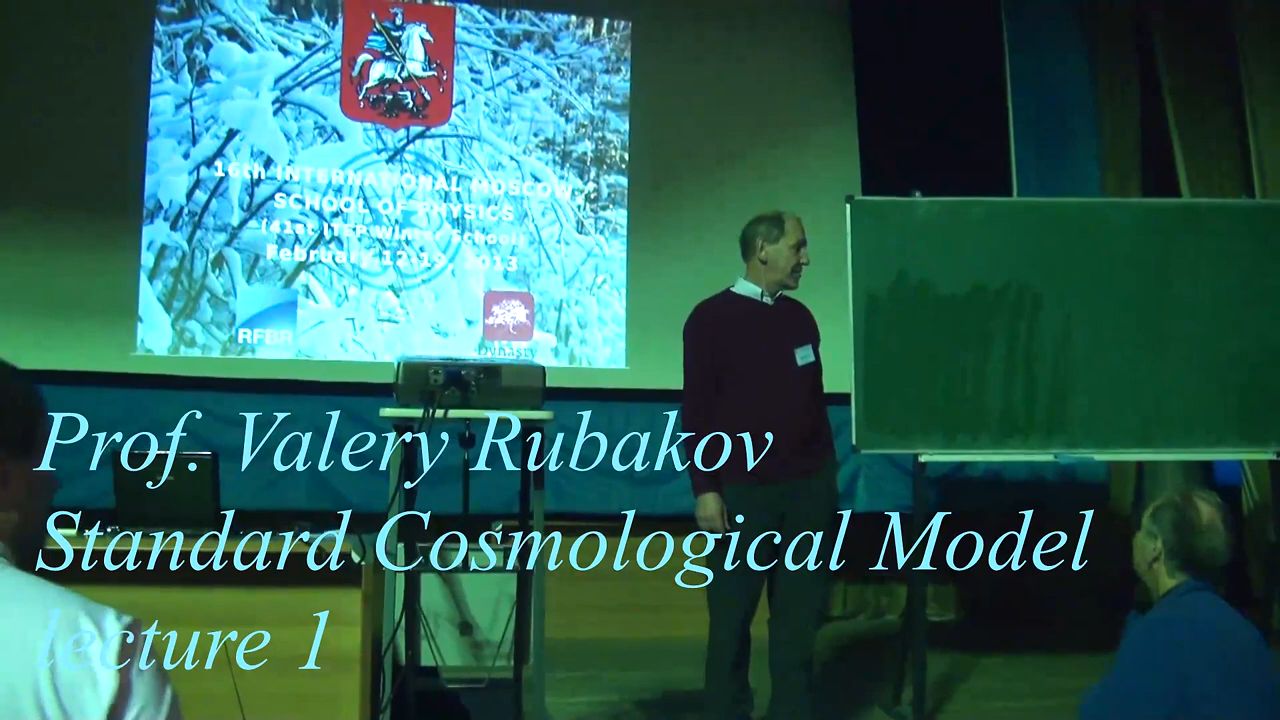 16th INTERNATIONAL MOSCOW
SCHOOL OF PHYSICS
(41st ITEP Winter School)
February 12-19, 2013
RFBR
Dynasty
Prof. Valery Rubakov
Standard Cosmological Model
lecture 1